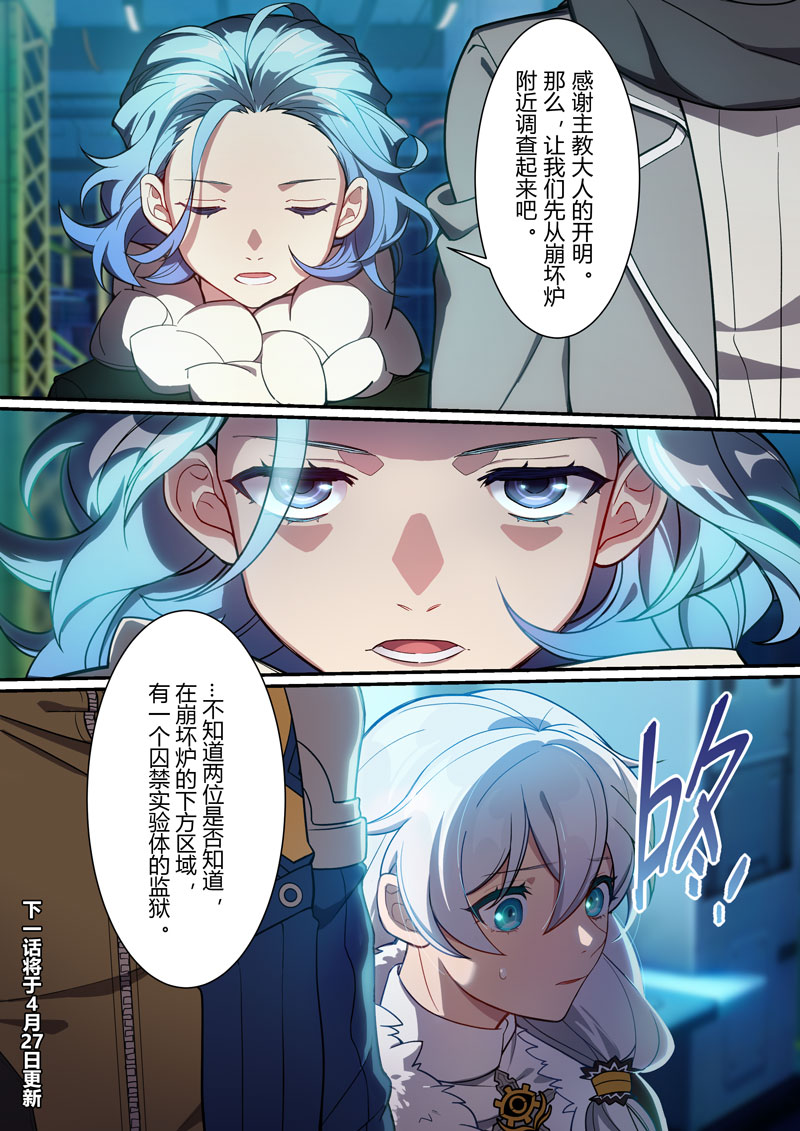 感谢主教大人的开明。
那么，让我们先从崩坏炉
附近调查起来吧。
…不知道两位是否知道，
在崩坏炉的下方区域，
有一个囚禁实验体的监狱。
咚
下一话将于4月27日更新